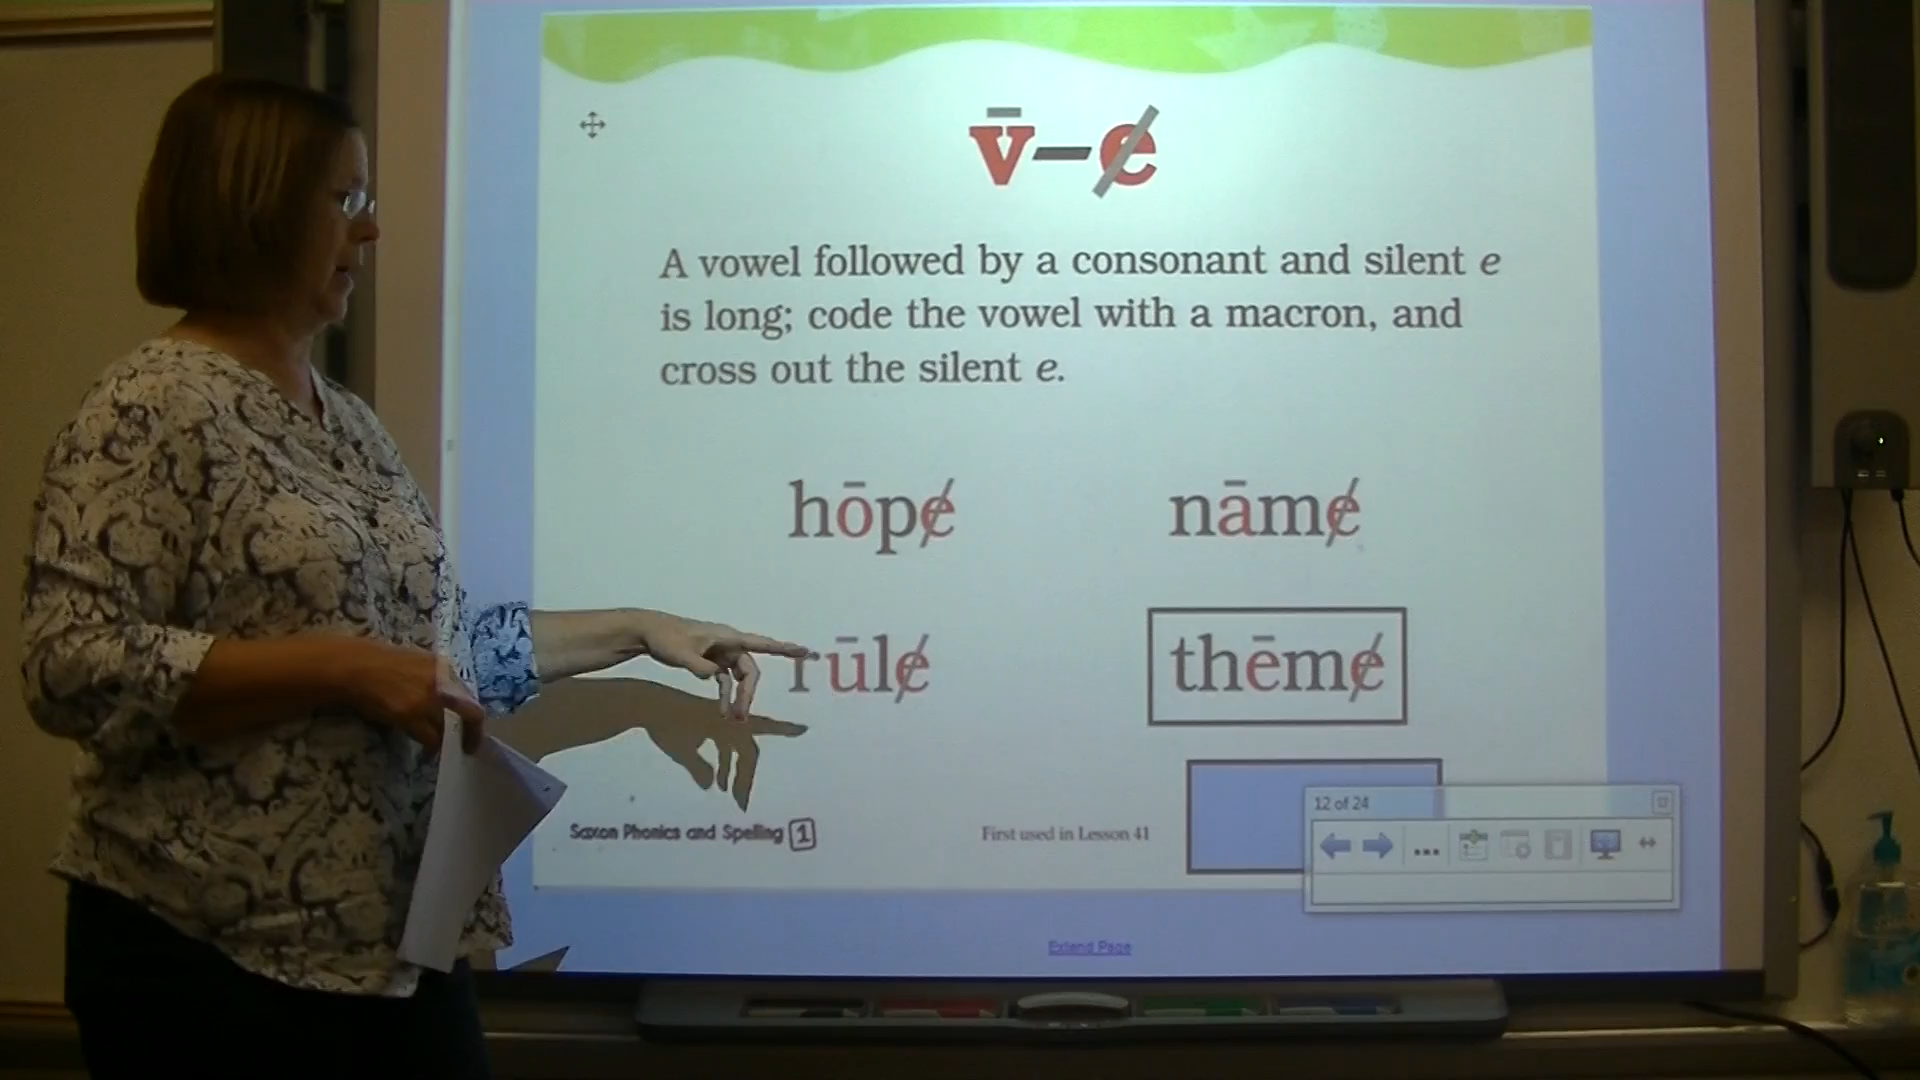 v̄–e̸
A vowel followed by a consonant and silent e
is long; code the vowel with a macron, and
cross out the silent e.
hōpe̸ nāme̸
rūle̸ thēme̸
Saxon Phonics and Spelling 1
First used in Lesson 41
12 of 24
Extend Page